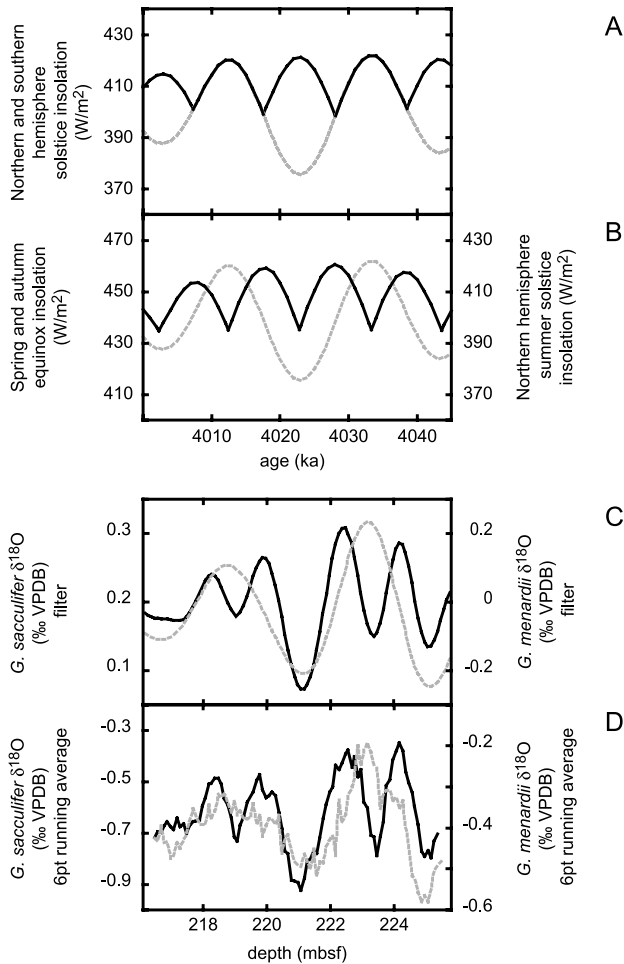 A
Northern and southern
hemisphere
solstice insolation
(W/m²)
430
410
390
370
B
Spring and autumn
equinox insolation
(W/m²)
470
450
430
410
420
400
390
370
Northern hemisphere
summer solstice
insolation (W/m²)
4010
4020
4030
4040
age (ka)
C
G. sacculifer δ¹⁸O
(‰ VPDB)
filter
0.3
0.2
0.1
0.2
0
-0.2
G. menardii δ¹⁸O
(‰ VPDB)
filter
D
G. sacculifer δ¹⁸O
(‰ VPDB)
6pt running average
-0.3
-0.5
-0.7
-0.9
-0.2
-0.4
-0.6
G. menardii δ¹⁸O
(‰ VPDB)
6pt running average
218
220
222
224
depth (mbsf)